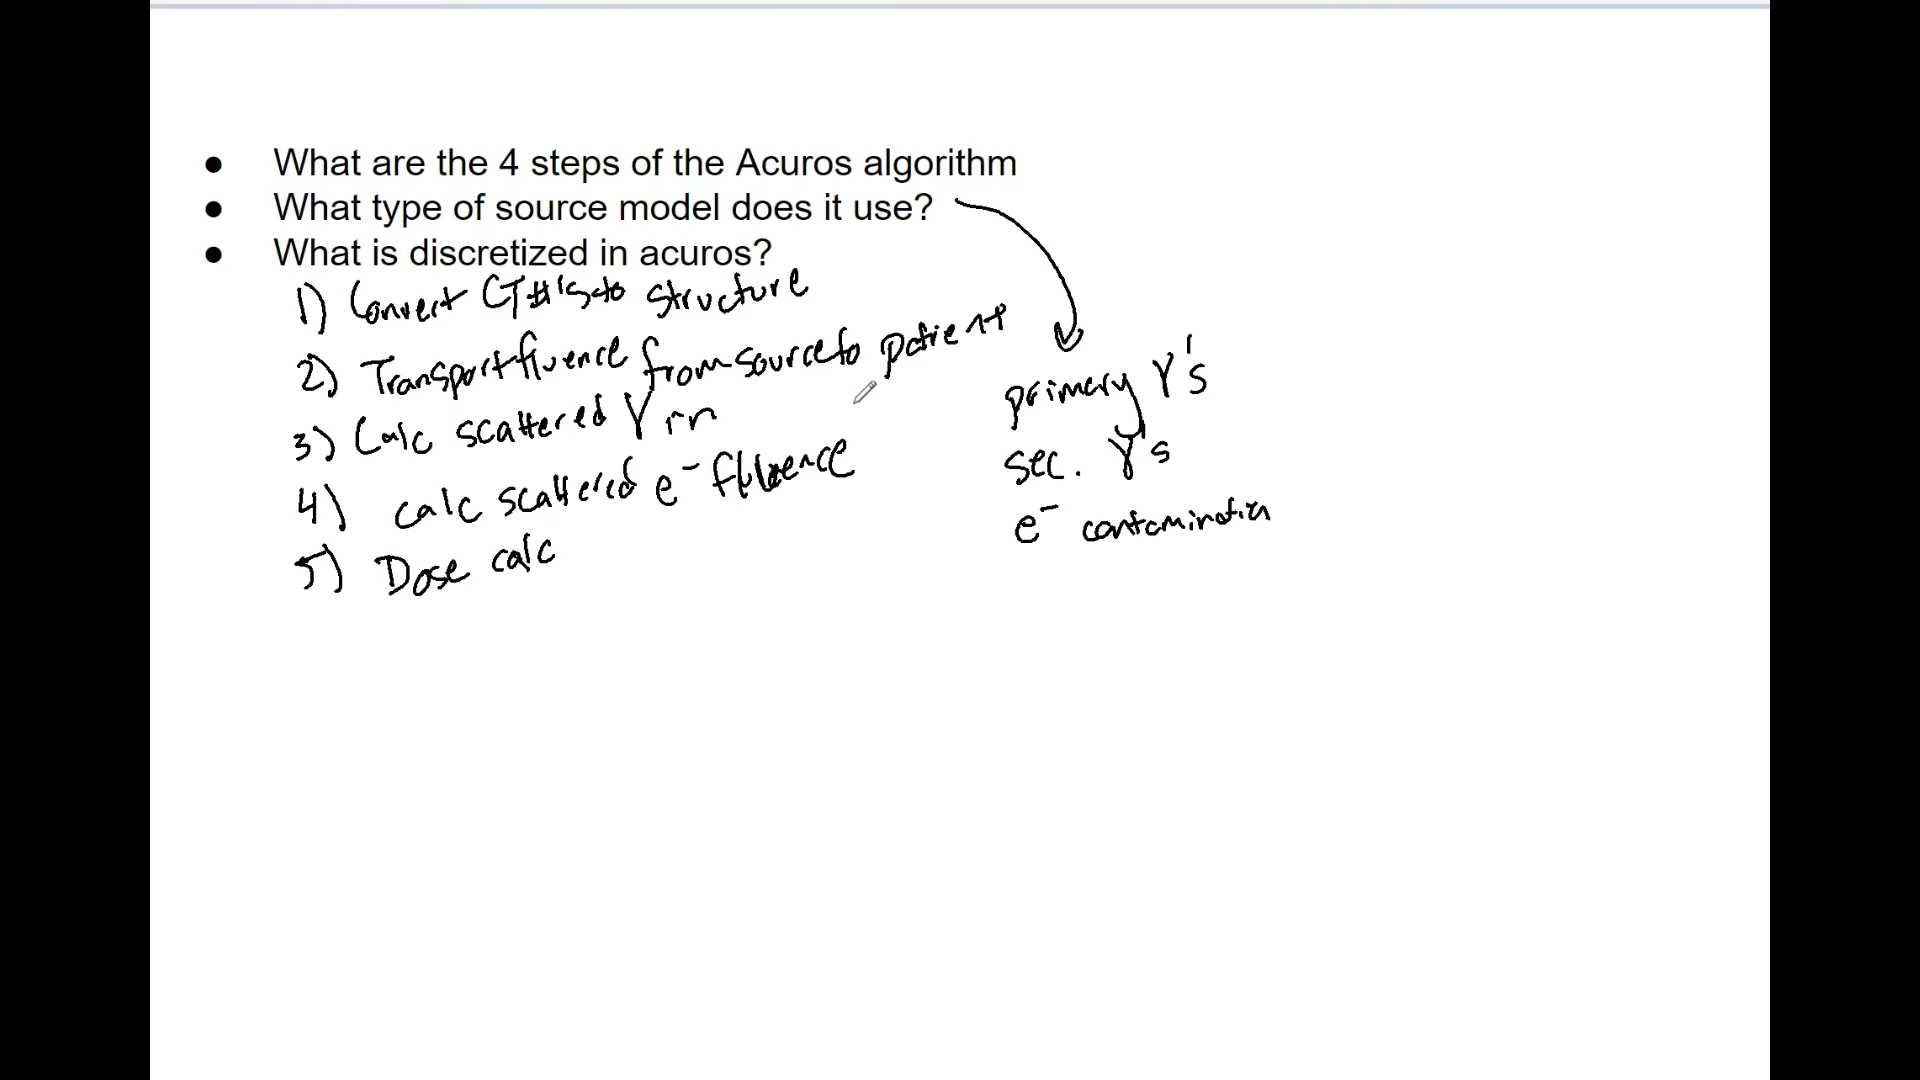 ● What are the 4 steps of the Acuros algorithm
● What type of source model does it use?
● What is discretized in acuros?
1) Convert CT #'s to structure
2) Transport fluence from source to patient
3) Calc scattered γ
4) calc scattered e⁻ fluence
5) Dose calc
primary γ's
sec. γ's
e⁻ contamination